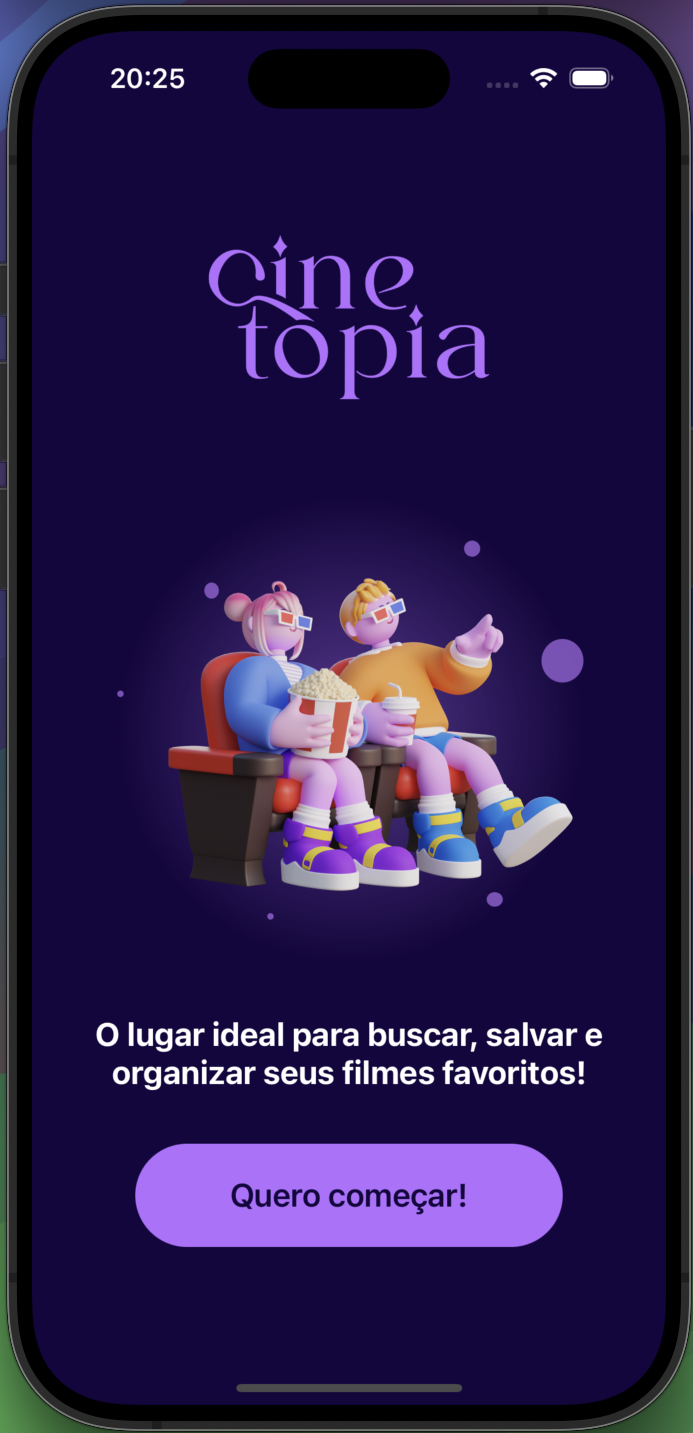 20:25
cine
topia
O lugar ideal para buscar, salvar e
organizar seus filmes favoritos!
Quero começar!